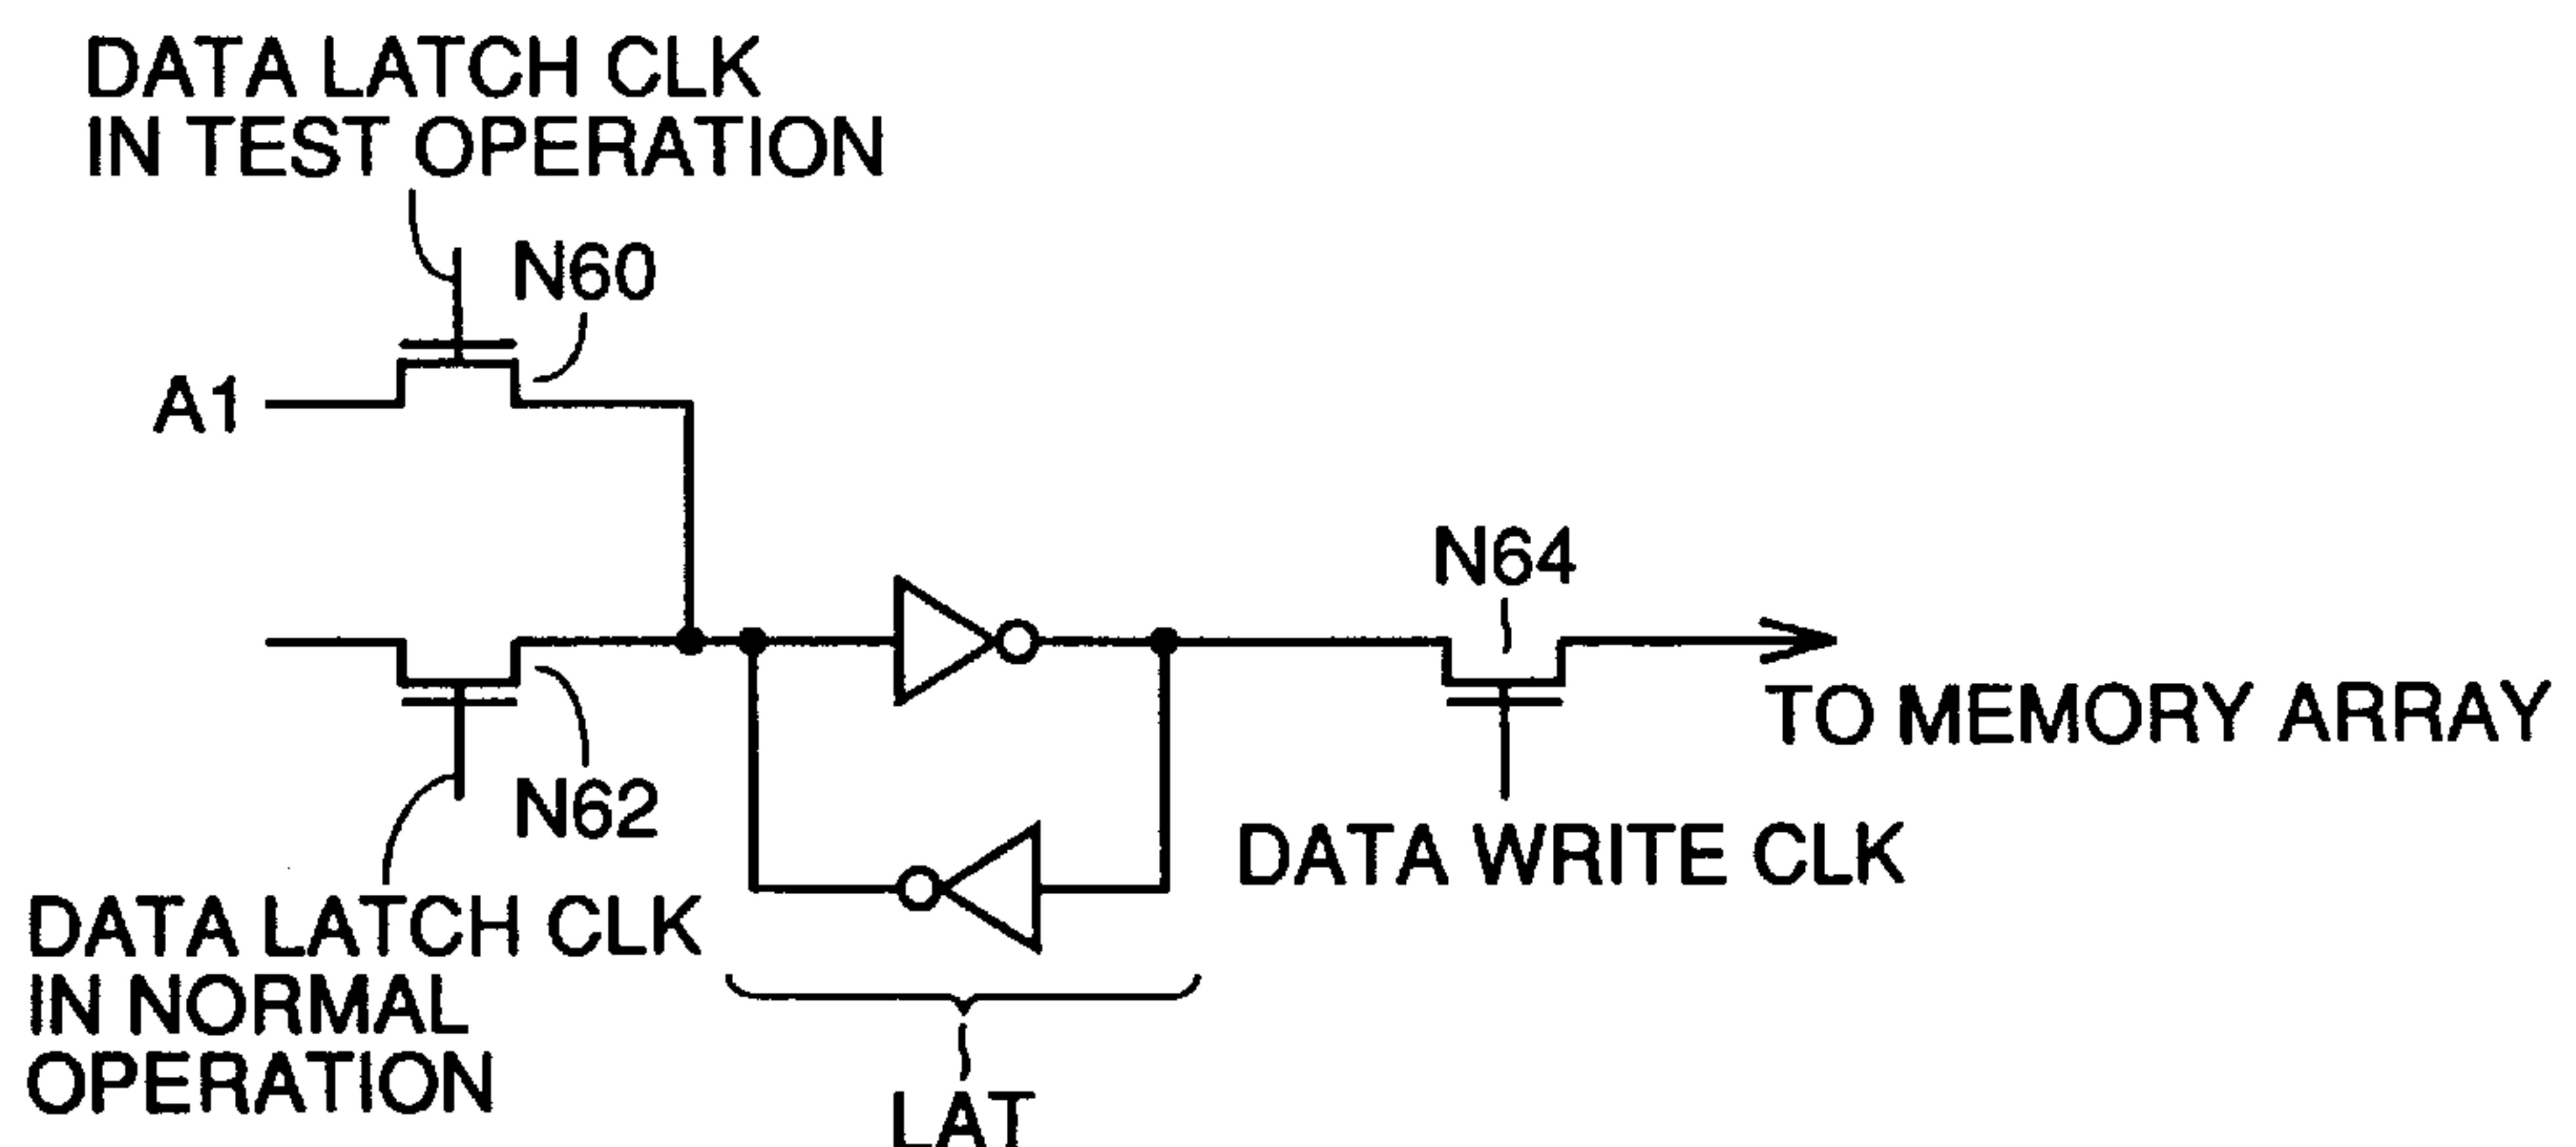 DATA LATCH CLK
IN TEST OPERATION
N60
A1
N64
TO MEMORY ARRAY
N62
DATA WRITE CLK
DATA LATCH CLK
IN NORMAL
OPERATION
LAT